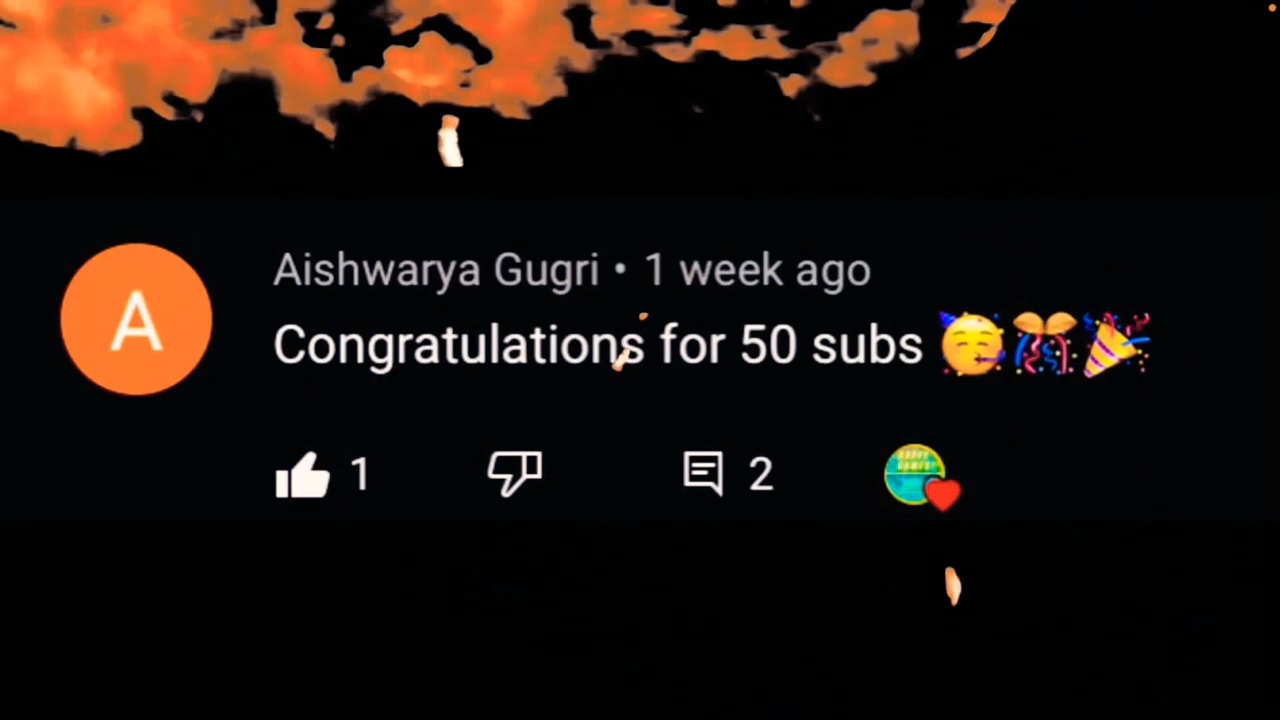 A
Aishwarya Gugri • 1 week ago
Congratulations for 50 subs 🥳🎊🎉
1
2